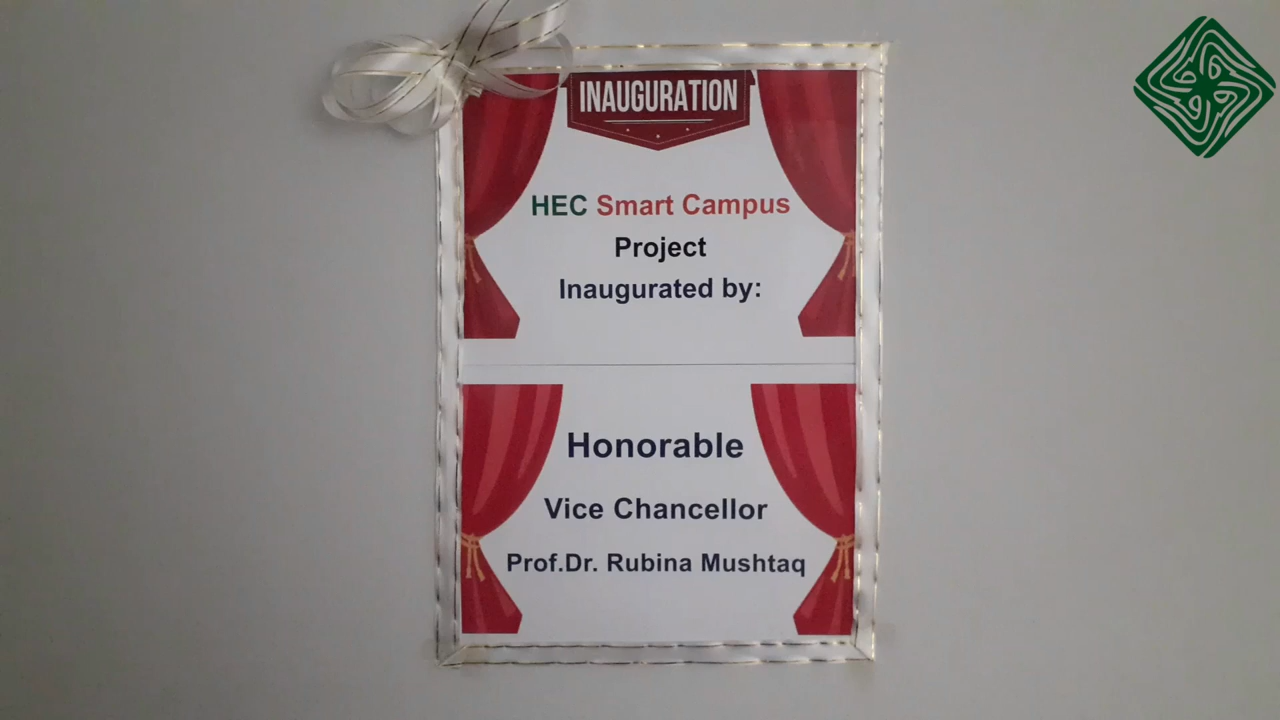 INAUGURATION
HEC Smart Campus
Project
Inaugurated by:
Honorable
Vice Chancellor
Prof.Dr. Rubina Mushtaq